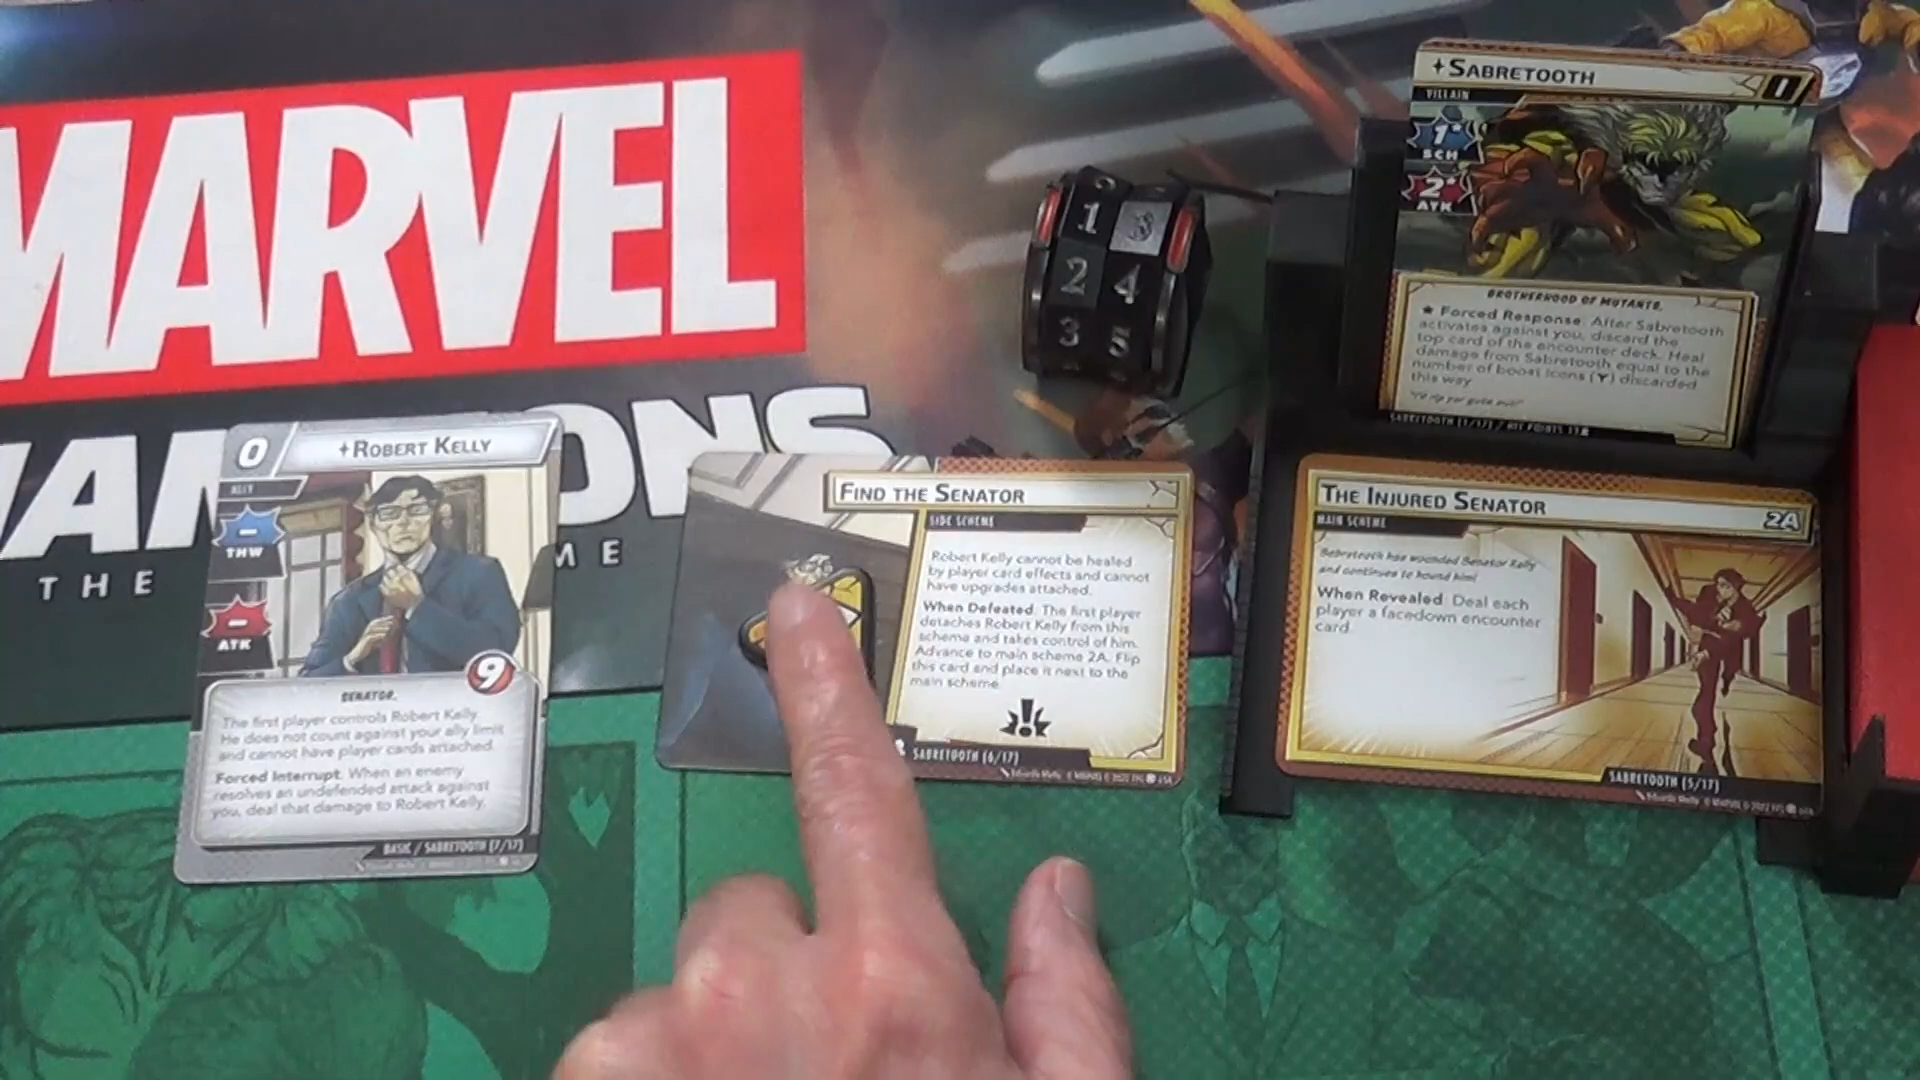 MARVEL
THE
✦SABRETOOTH
I
VILLAIN
1*
SCH
2*
ATK
BROTHERHOOD OF MUTANTS.
★ Forced Response: After Sabretooth
activates against you, discard the
top card of the encounter deck. Heal
damage from Sabretooth equal to the
number of boost icons ( ) discarded
this way.
SABRETOOTH (1/17) / HIT POINTS
1
2
4
3
5
0
✦ROBERT KELLY
ALLY
–
THW
–
ATK
9
SENATOR.
The first player controls Robert Kelly.
He does not count against your ally limit
and cannot have player cards attached.
Forced Interrupt: When an enemy
resolves an undefended attack against
you, deal that damage to Robert Kelly.
BASIC / SABRETOOTH (7/17)
FIND THE SENATOR
SIDE SCHEME
Robert Kelly cannot be healed
by player card effects and cannot
have upgrades attached.
When Defeated: The first player
detaches Robert Kelly from this
scheme and takes control of him.
Advance to main scheme 2A. Flip
this card and place is next to the
main scheme.
SABRETOOTH (6/17)
THE INJURED SENATOR
2A
MAIN SCHEME
Sabretooth has wounded Senator Kelly
and continues to hound him!
When Revealed: Deal each
player a facedown encounter
card.
SABRETOOTH (5/17)